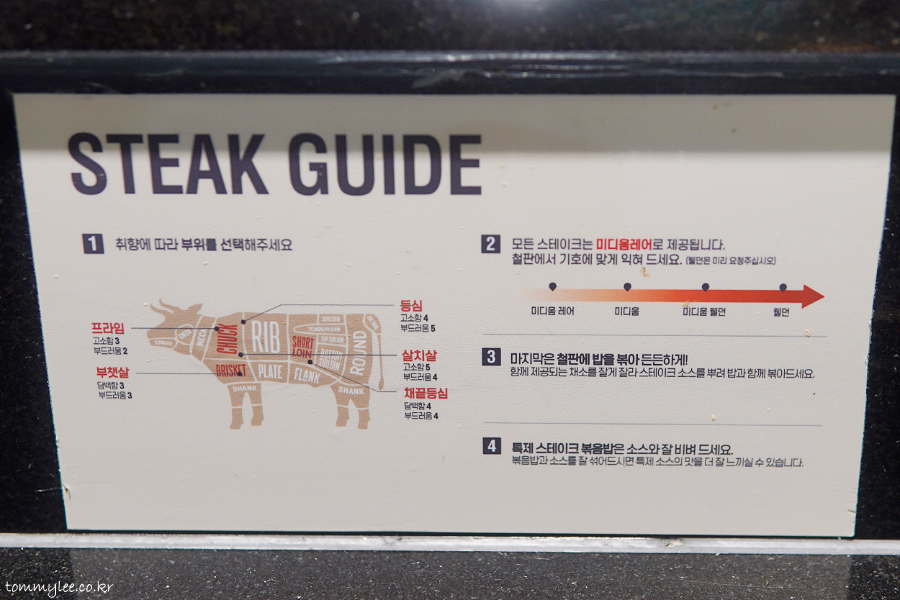 STEAK GUIDE
1 취향에 따라 부위를 선택해주세요
프라임
고소함 3
부드러움 2
부챗살
담백함 3
부드러움 3
등심
고소함 4
부드러움 5
살치살
고소함 5
부드러움 4
채끝등심
담백함 4
부드러움 4
NECK
CHUCK
RIB
SHORT
LOIN
SIRLOIN
TENDERLOIN
TOP SIRLOIN
BOTTOM
SIRLOIN
ROUND
BRISKET
PLATE
FLANK
SHANK
SHANK
2 모든 스테이크는 미디움레어로 제공됩니다.
철판에서 기호에 맞게 익혀 드세요. (웰던은 미리 요청주십시오)
미디움 레어 미디움 미디움 웰던 웰던
3 마지막은 철판에 밥을 볶아 든든하게!
함께 제공되는 채소를 잘게 잘라 스테이크 소스를 뿌려 밥과 함께 볶아드세요.
4 특제 스테이크 볶음밥은 소스와 잘 비벼 드세요.
볶음밥과 소스를 잘 섞어드시면 특제 소스의 맛을 더 잘 느끼실 수 있습니다.
tommylee.co.kr